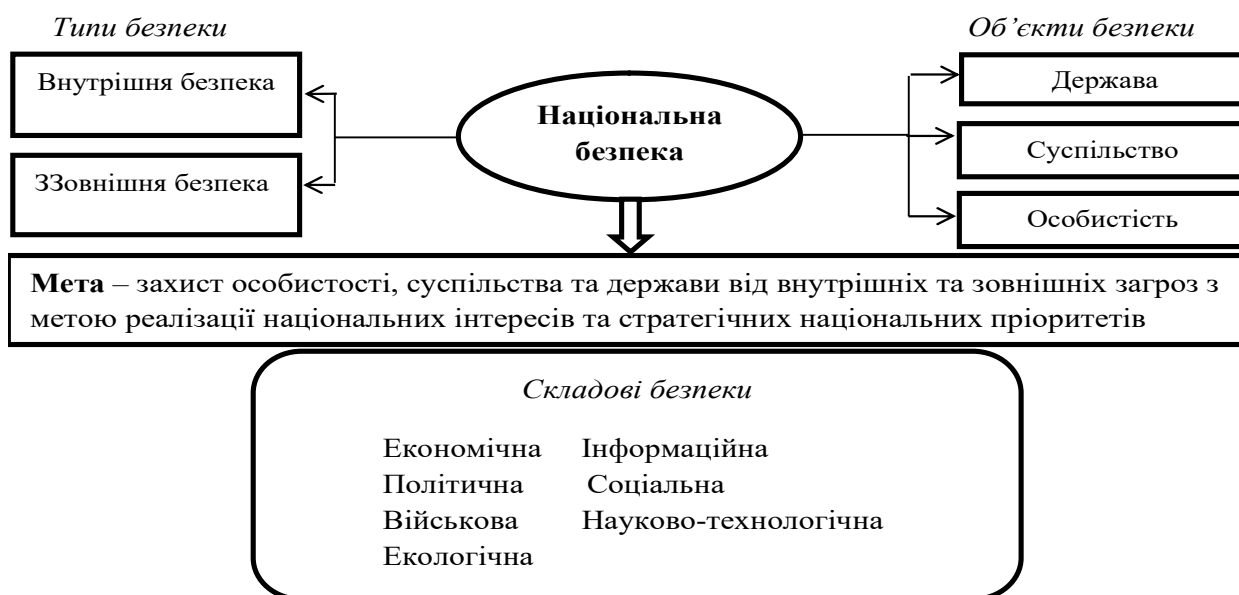 Типи безпеки
Об’єкти безпеки
Внутрішня безпека
ЗЗовнішня безпека
Національна
безпека
Держава
Суспільство
Особистість
Мета – захист особистості, суспільства та держави від внутрішніх та зовнішніх загроз з
метою реалізації національних інтересів та стратегічних національних пріоритетів
Складові безпеки
Економічна Інформаційна
Політична Соціальна
Військова Науково-технологічна
Екологічна